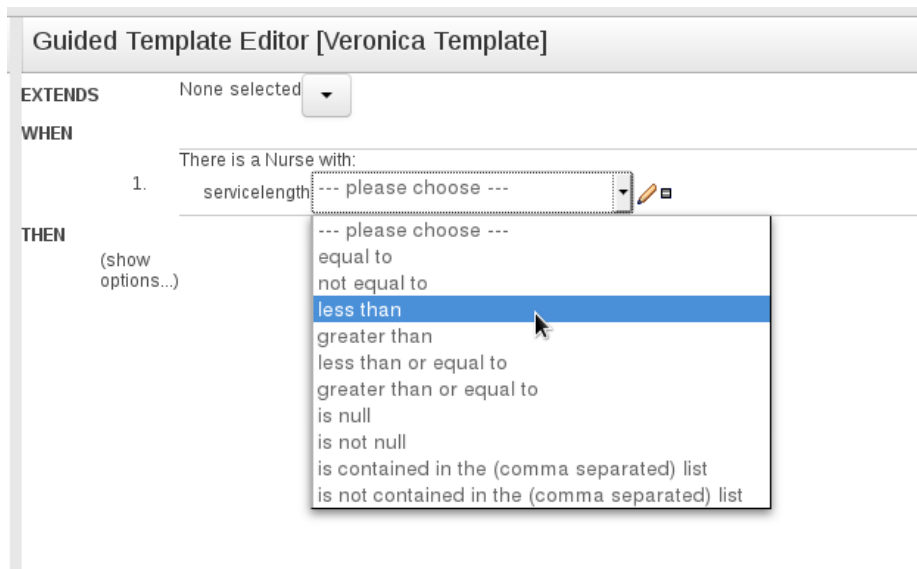 Guided Template Editor [Veronica Template]
EXTENDS None selected
WHEN
There is a Nurse with:
1. servicelength --- please choose ---
--- please choose ---
equal to
THEN
not equal to
(show
options...)
less than
greater than
less than or equal to
greater than or equal to
is null
is not null
is contained in the (comma separated) list
is not contained in the (comma separated) list